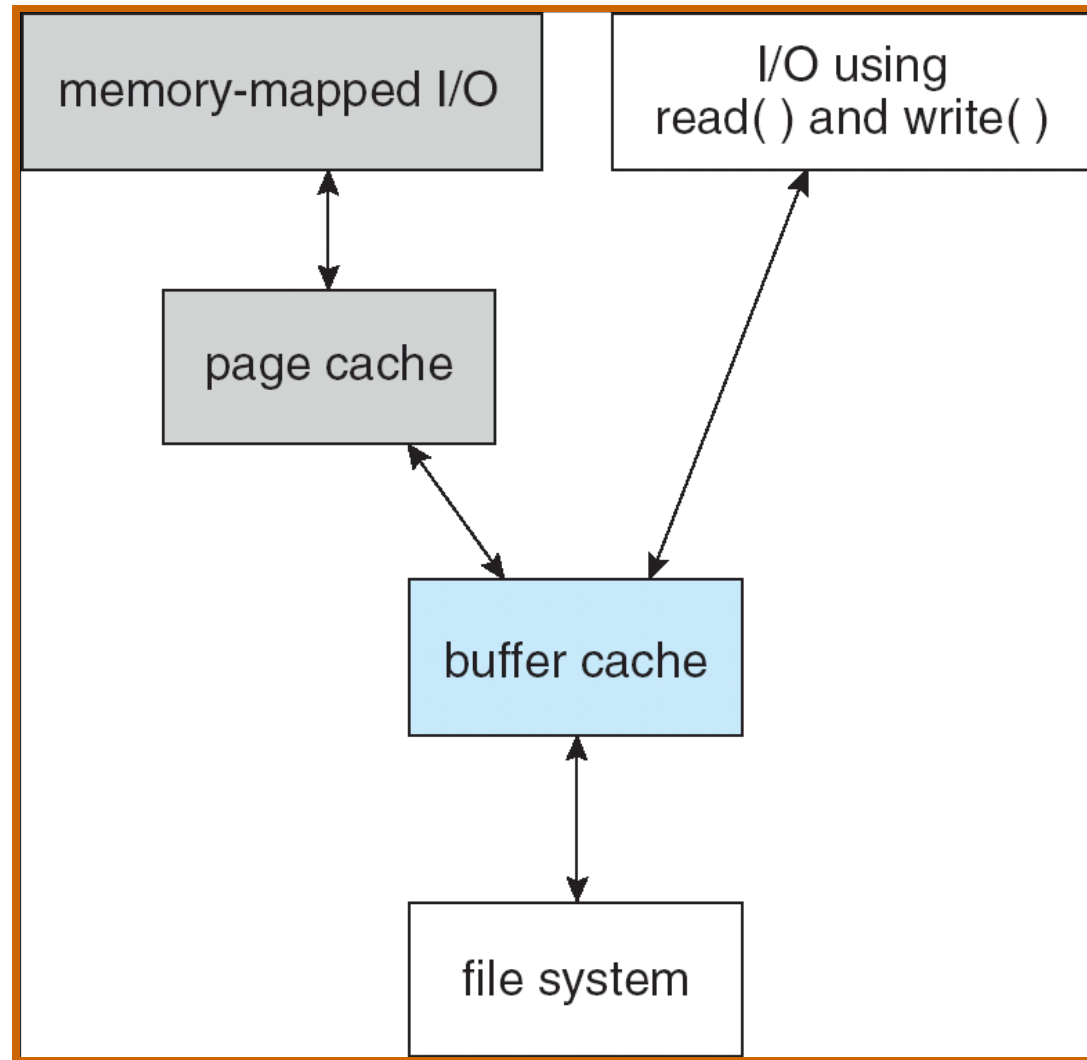 memory-mapped I/O
I/O using
read( ) and write( )
page cache
buffer cache
file system